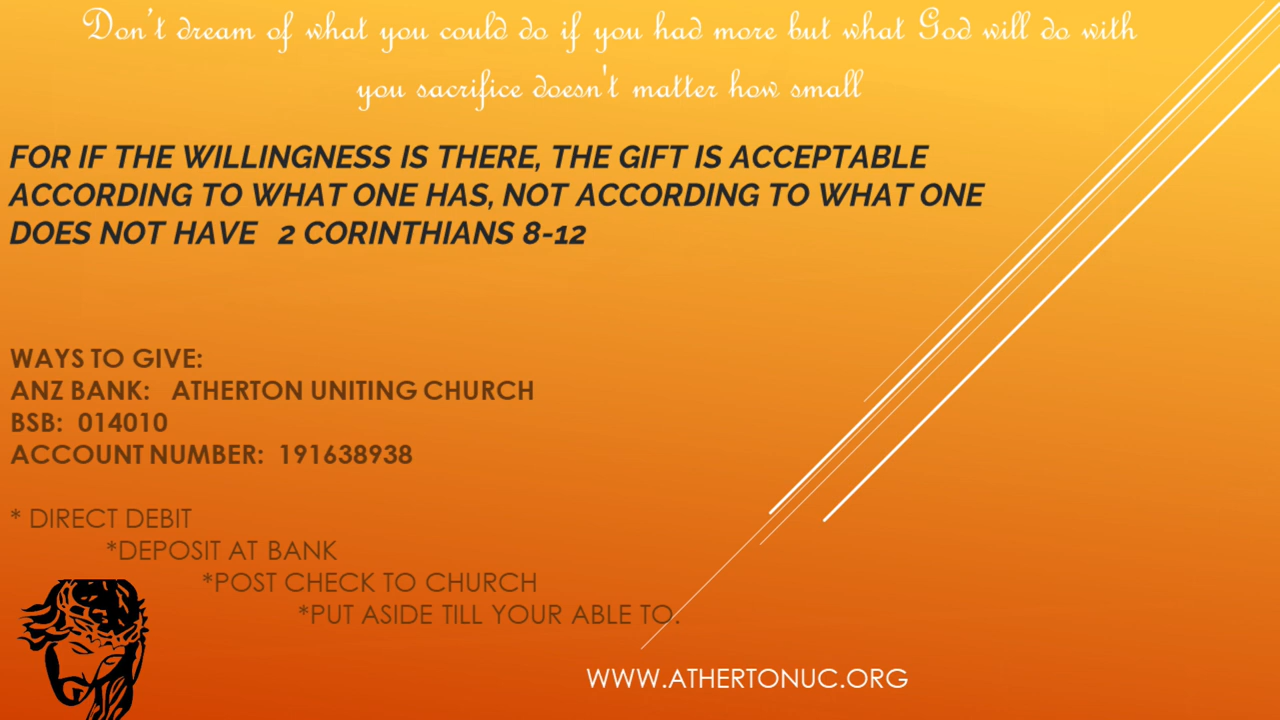 Don't dream of what you could do if you had more but what God will do with
you sacrifice doesn't matter how small
FOR IF THE WILLINGNESS IS THERE, THE GIFT IS ACCEPTABLE
ACCORDING TO WHAT ONE HAS, NOT ACCORDING TO WHAT ONE
DOES NOT HAVE 2 CORINTHIANS 8-12
WAYS TO GIVE:
ANZ BANK: ATHERTON UNITING CHURCH
BSB: 014010
ACCOUNT NUMBER: 191638938
* DIRECT DEBIT
*DEPOSIT AT BANK
*POST CHECK TO CHURCH
*PUT ASIDE TILL YOUR ABLE TO.
WWW.ATHERTONUC.ORG